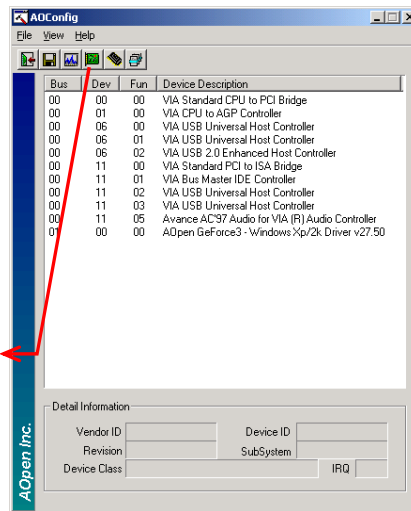 AOConfig
File View Help
Bus Dev Fun Device Description
00 00 00 VIA Standard CPU to PCI Bridge
00 01 00 VIA CPU to AGP Controller
00 06 00 VIA USB Universal Host Controller
00 06 01 VIA USB Universal Host Controller
00 06 02 VIA USB 2.0 Enhanced Host Controller
00 11 00 VIA Standard PCI to ISA Bridge
00 11 01 VIA Bus Master IDE Controller
00 11 02 VIA USB Universal Host Controller
00 11 03 VIA USB Universal Host Controller
00 11 05 Avance AC'97 Audio for VIA (R) Audio Controller
01 00 00 AOpen GeForce3 - Windows Xp/2k Driver v27.50
Detail Information
Vendor ID Device ID
Revision SubSystem
Device Class IRQ
AOpen Inc.